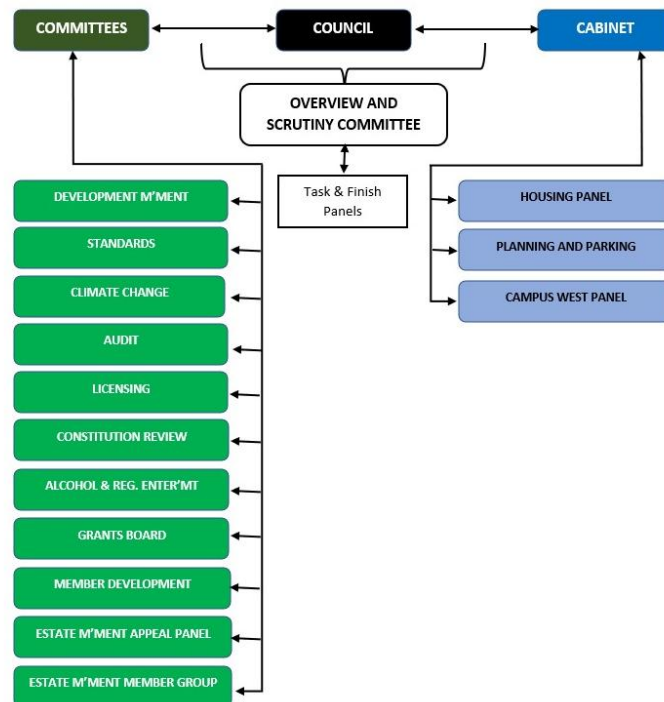 COMMITTEES
COUNCIL
CABINET
OVERVIEW AND
SCRUTINY COMMITTEE
Task & Finish
Panels
DEVELOPMENT M'MENT
STANDARDS
CLIMATE CHANGE
AUDIT
LICENSING
CONSTITUTION REVIEW
ALCOHOL & REG. ENTER'MT
GRANTS BOARD
MEMBER DEVELOPMENT
ESTATE M'MENT APPEAL PANEL
ESTATE M'MENT MEMBER GROUP
HOUSING PANEL
PLANNING AND PARKING
CAMPUS WEST PANEL